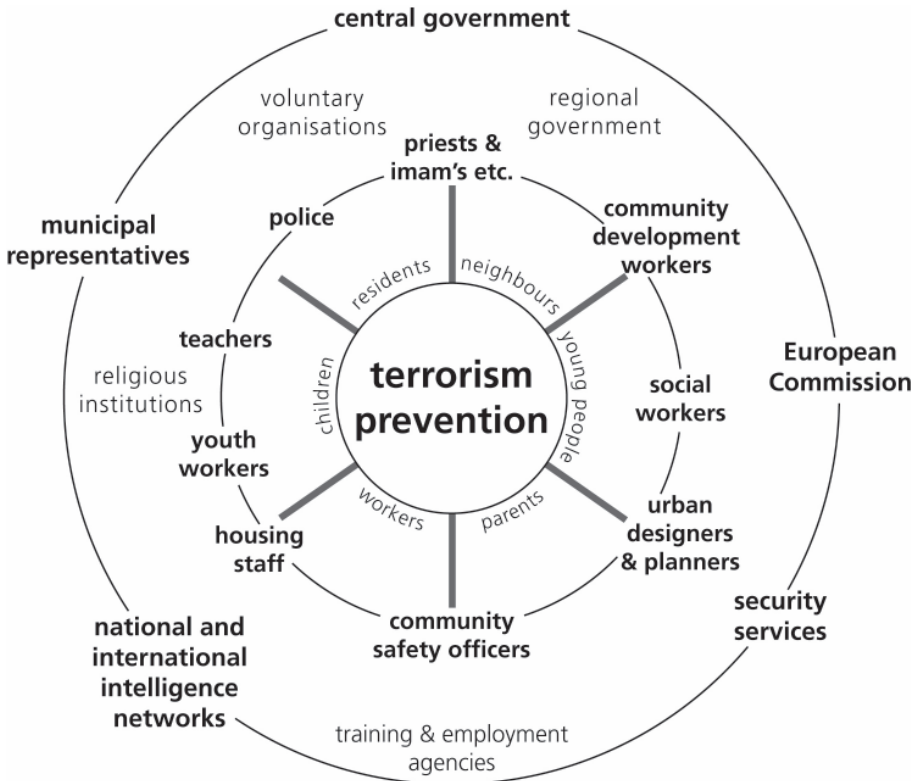 central government
voluntary
organisations
regional
government
priests &
imam's etc.
municipal
representatives
police
community
development
workers
residents
neighbours
teachers
children
terrorism
prevention
young people
European
Commission
religious
institutions
social
workers
youth
workers
workers
parents
housing
staff
urban
designers
& planners
community
safety officers
security
services
national and
international
intelligence
networks
training & employment
agencies